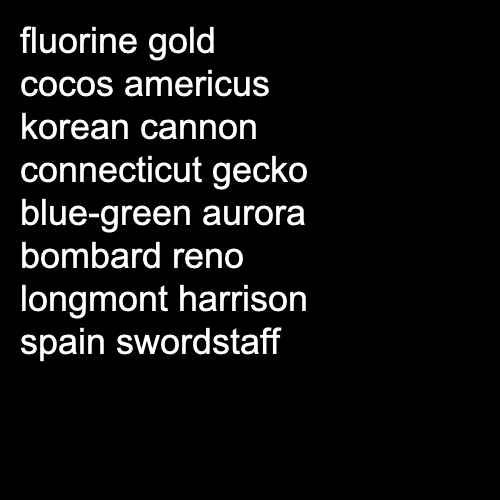 fluorine gold
cocos americus
korean cannon
connecticut gecko
blue-green aurora
bombard reno
longmont harrison
spain swordstaff